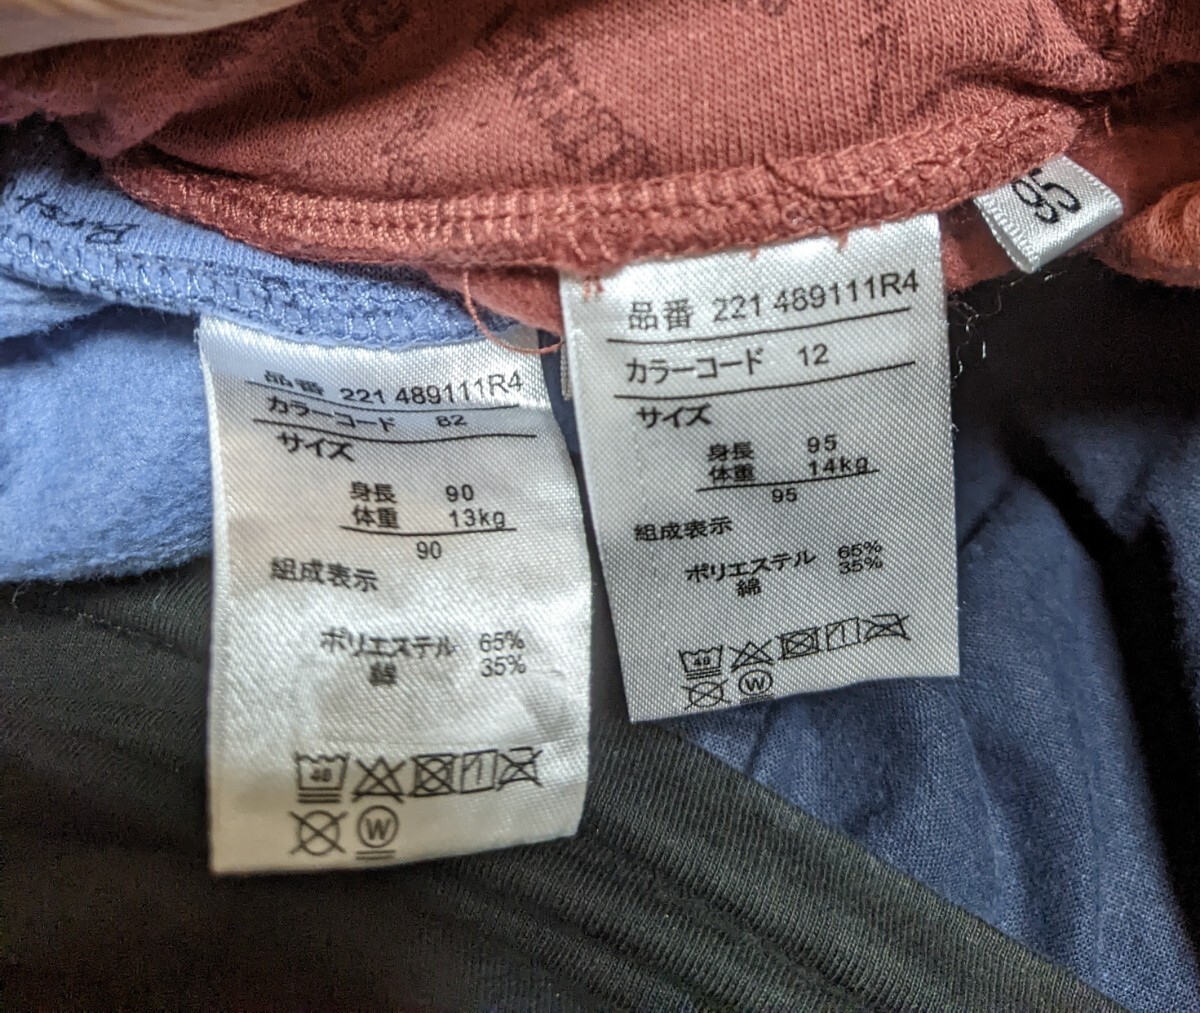 95
品番 221 489111R4
カラーコード 82
サイズ
身長 90
体重 13kg
90
組成表示
ポリエステル 65%
綿 35%
40
W
品番 221 489111R4
カラーコード 12
サイズ
身長 95
体重 14kg
95
組成表示
ポリエステル 65%
綿 35%
40
W